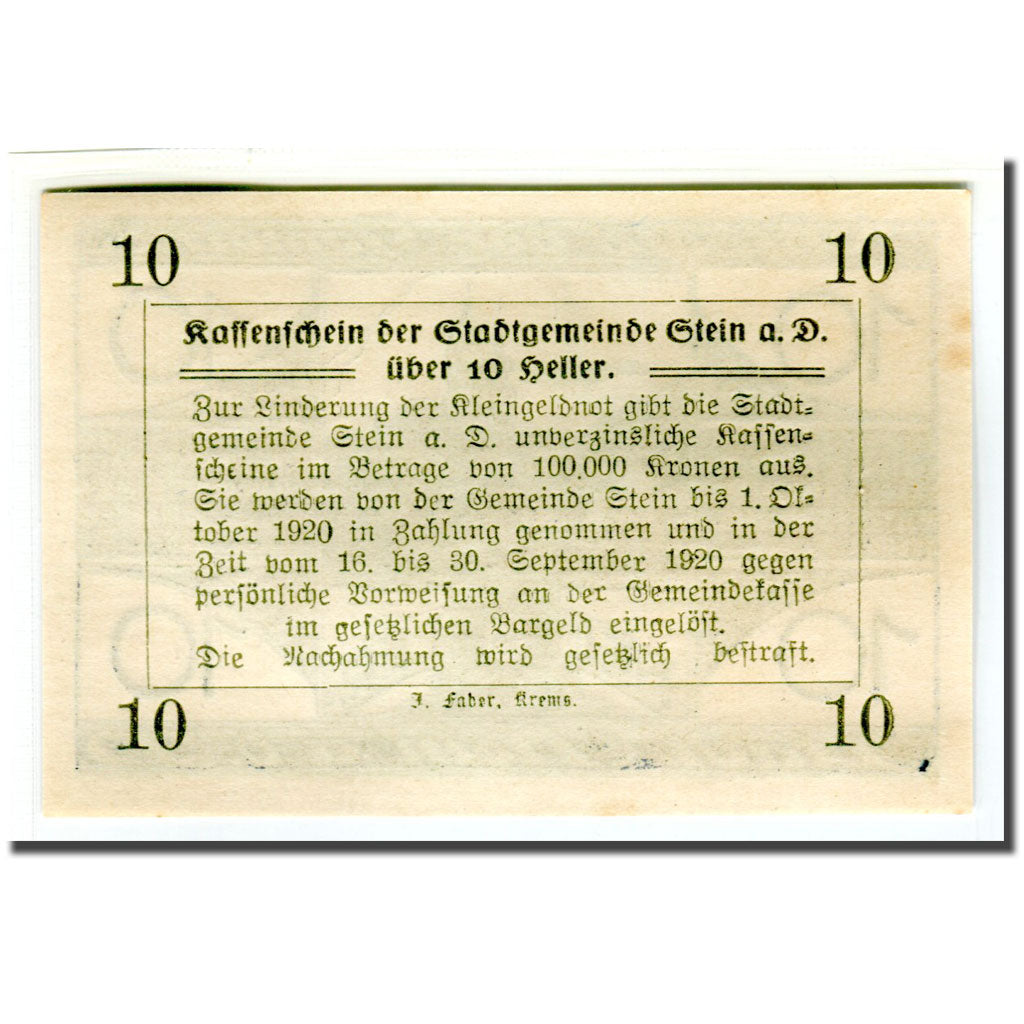 10 10
Kassenschein der Stadtgemeinde Stein a. D.
über 10 Heller.
Zur Linderung der Kleingeldnot gibt die Stadt-
gemeinde Stein a. D. unverzinsliche Kassen-
scheine im Betrage von 100.000 Kronen aus.
Sie werden von der Gemeinde Stein bis 1. Ok-
tober 1920 in Zahlung genommen und in der
Zeit vom 16. bis 30. September 1920 gegen
persönliche Vorweisung an der Gemeindekasse
im gesetzlichen Bargeld eingelöst.
Die Nachahmung wird gesetzlich bestraft.
J. Faber, Krems.
10 10